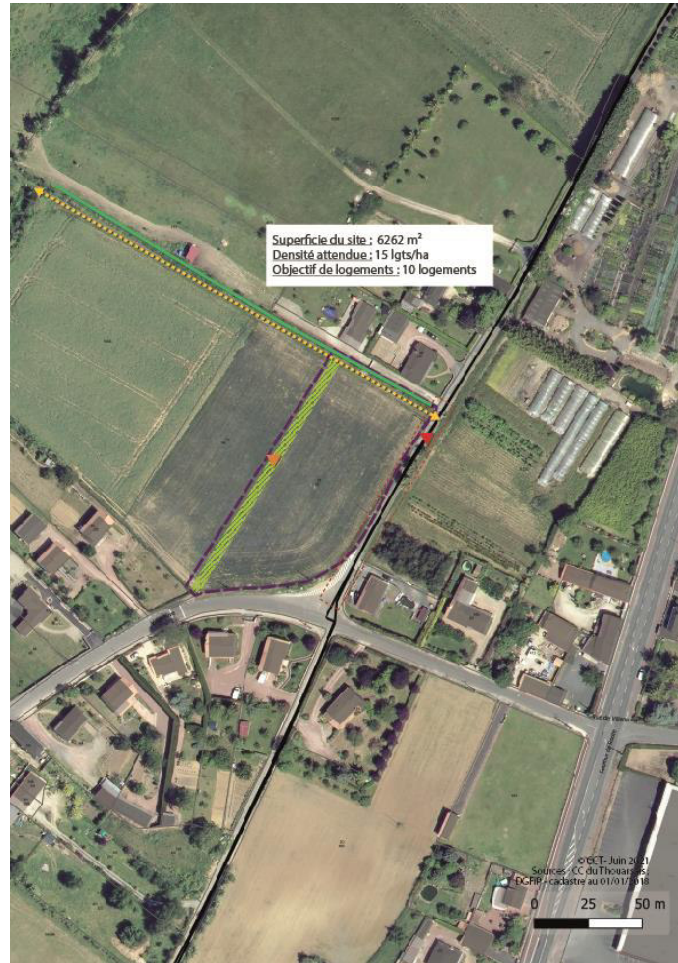 Superficie du site : 6262 m²
Densité attendue : 15 lgts/ha
Objectif de logements : 10 logements
© CCT- Juin 2021
Sources : CC du Thouarsais
DGFiP - cadastre au 01/01/2018
0 25 50 m